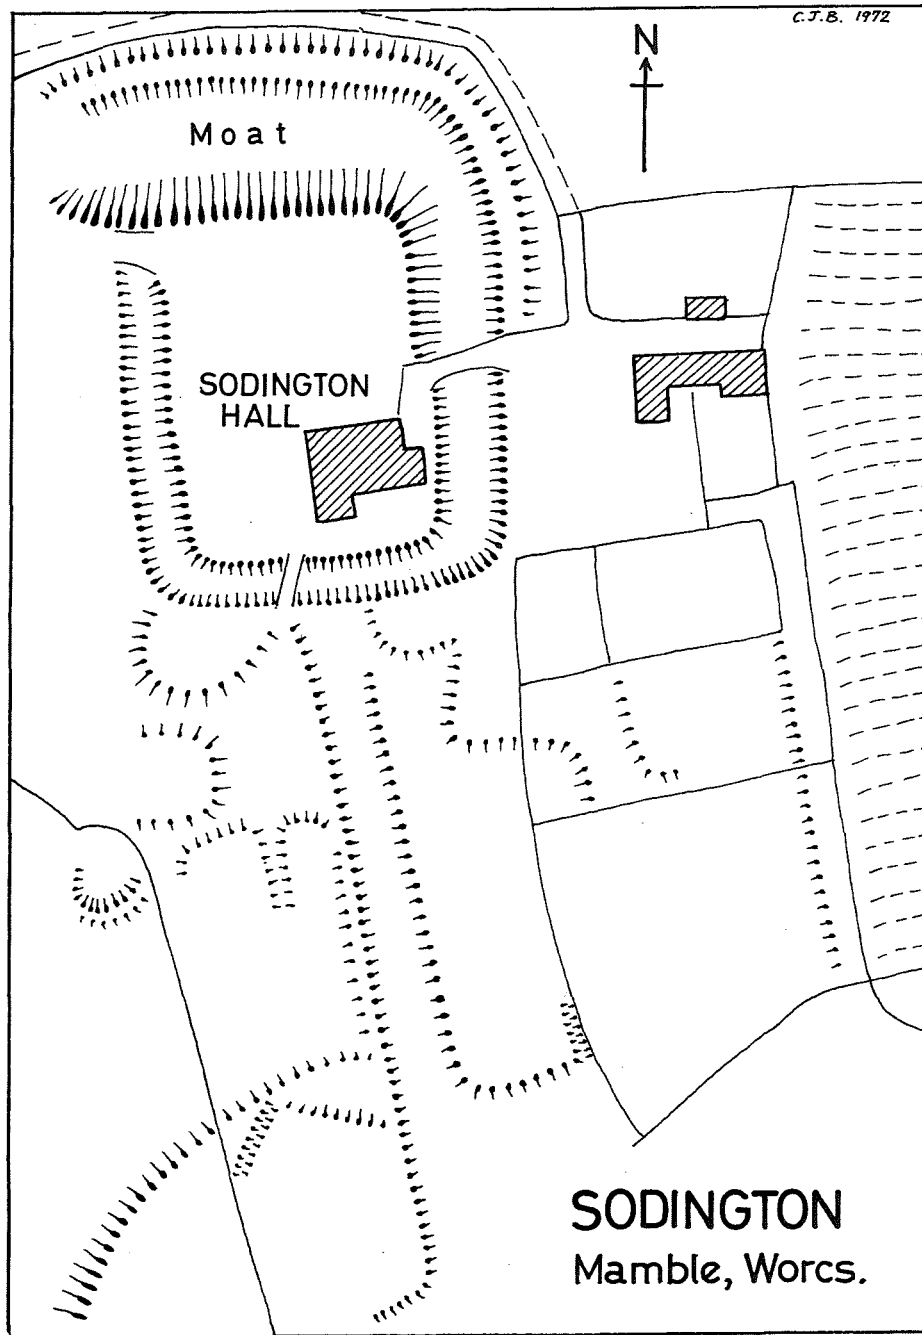 C.J.B. 1972
N
Moat
SODINGTON
HALL
SODINGTON
Mamble, Worcs.